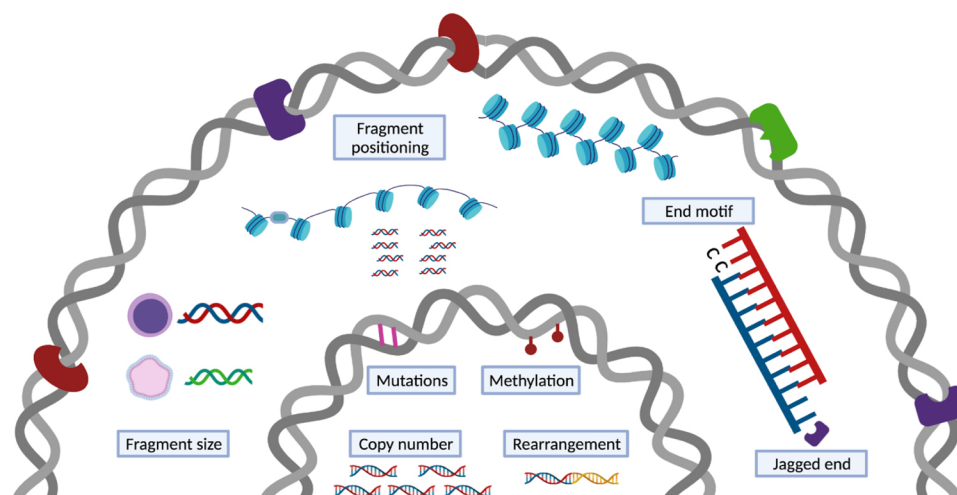 Fragment
positioning
End motif
C
C
Mutations
Methylation
Fragment size
Copy number
Rearrangement
Jagged end